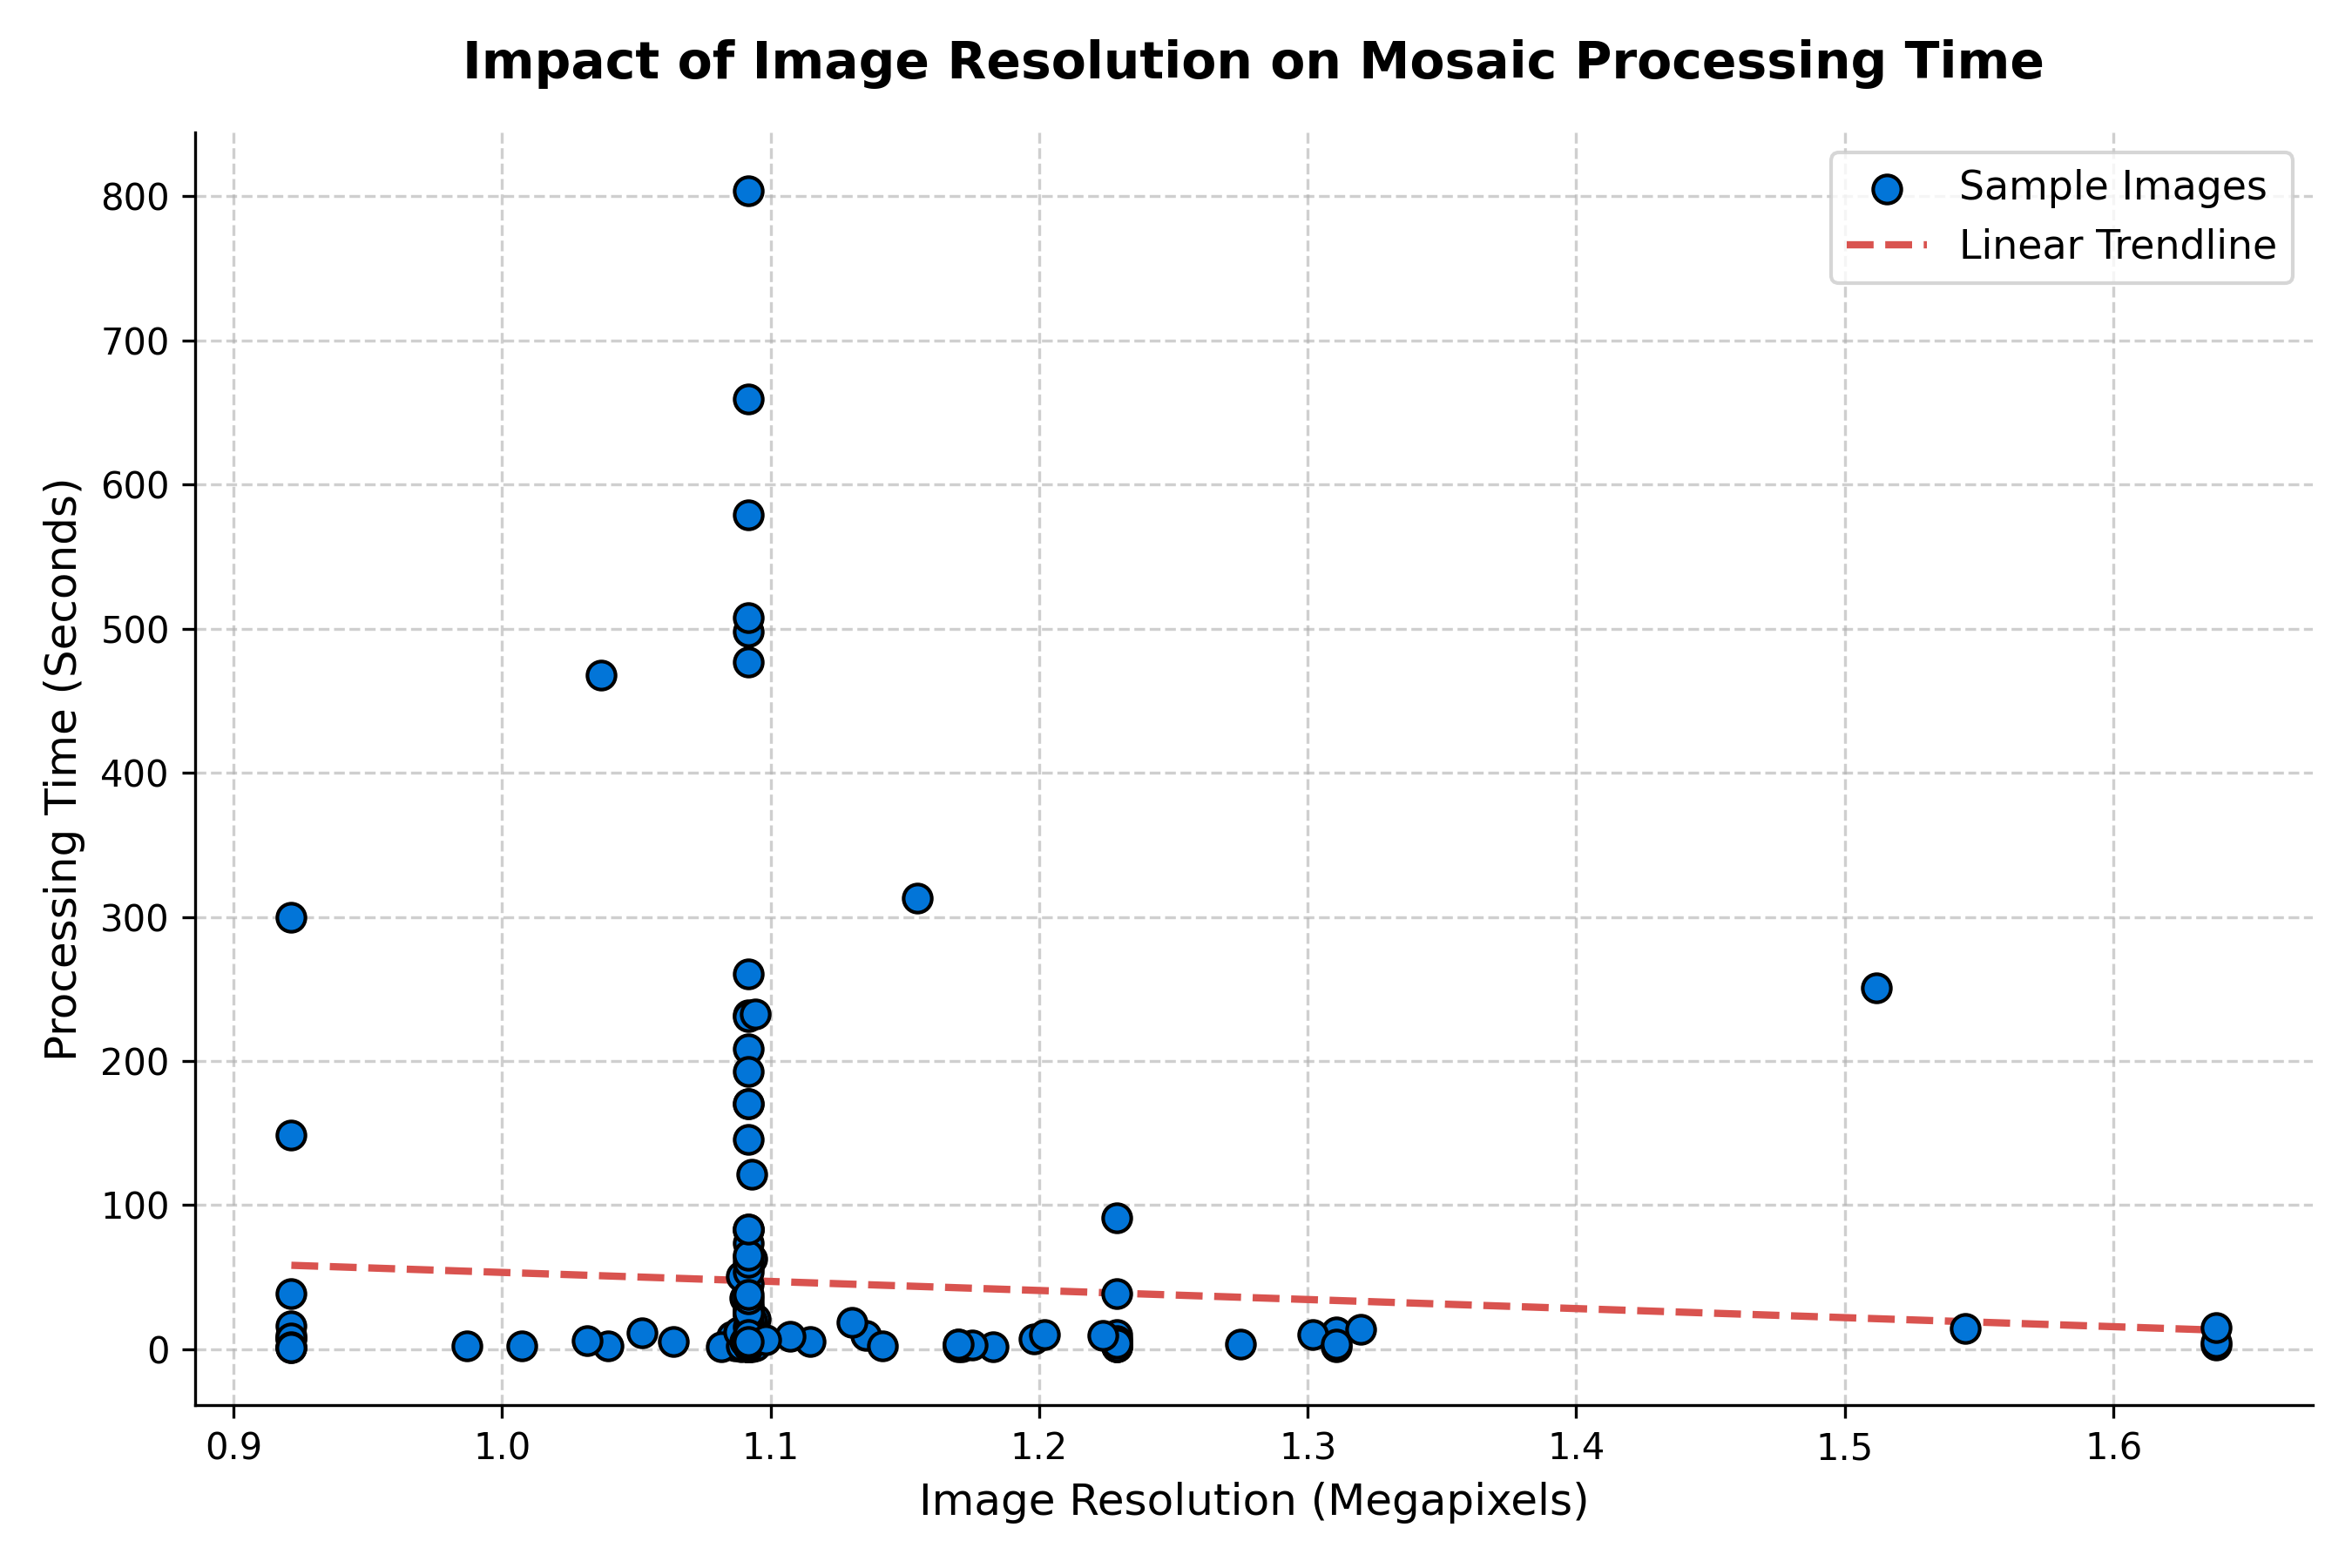 Impact of Image Resolution on Mosaic Processing Time
Sample Images
Linear Trendline
Processing Time (Seconds)
800
700
600
500
400
300
200
100
0
0.9 1.0 1.1 1.2 1.3 1.4 1.5 1.6
Image Resolution (Megapixels)